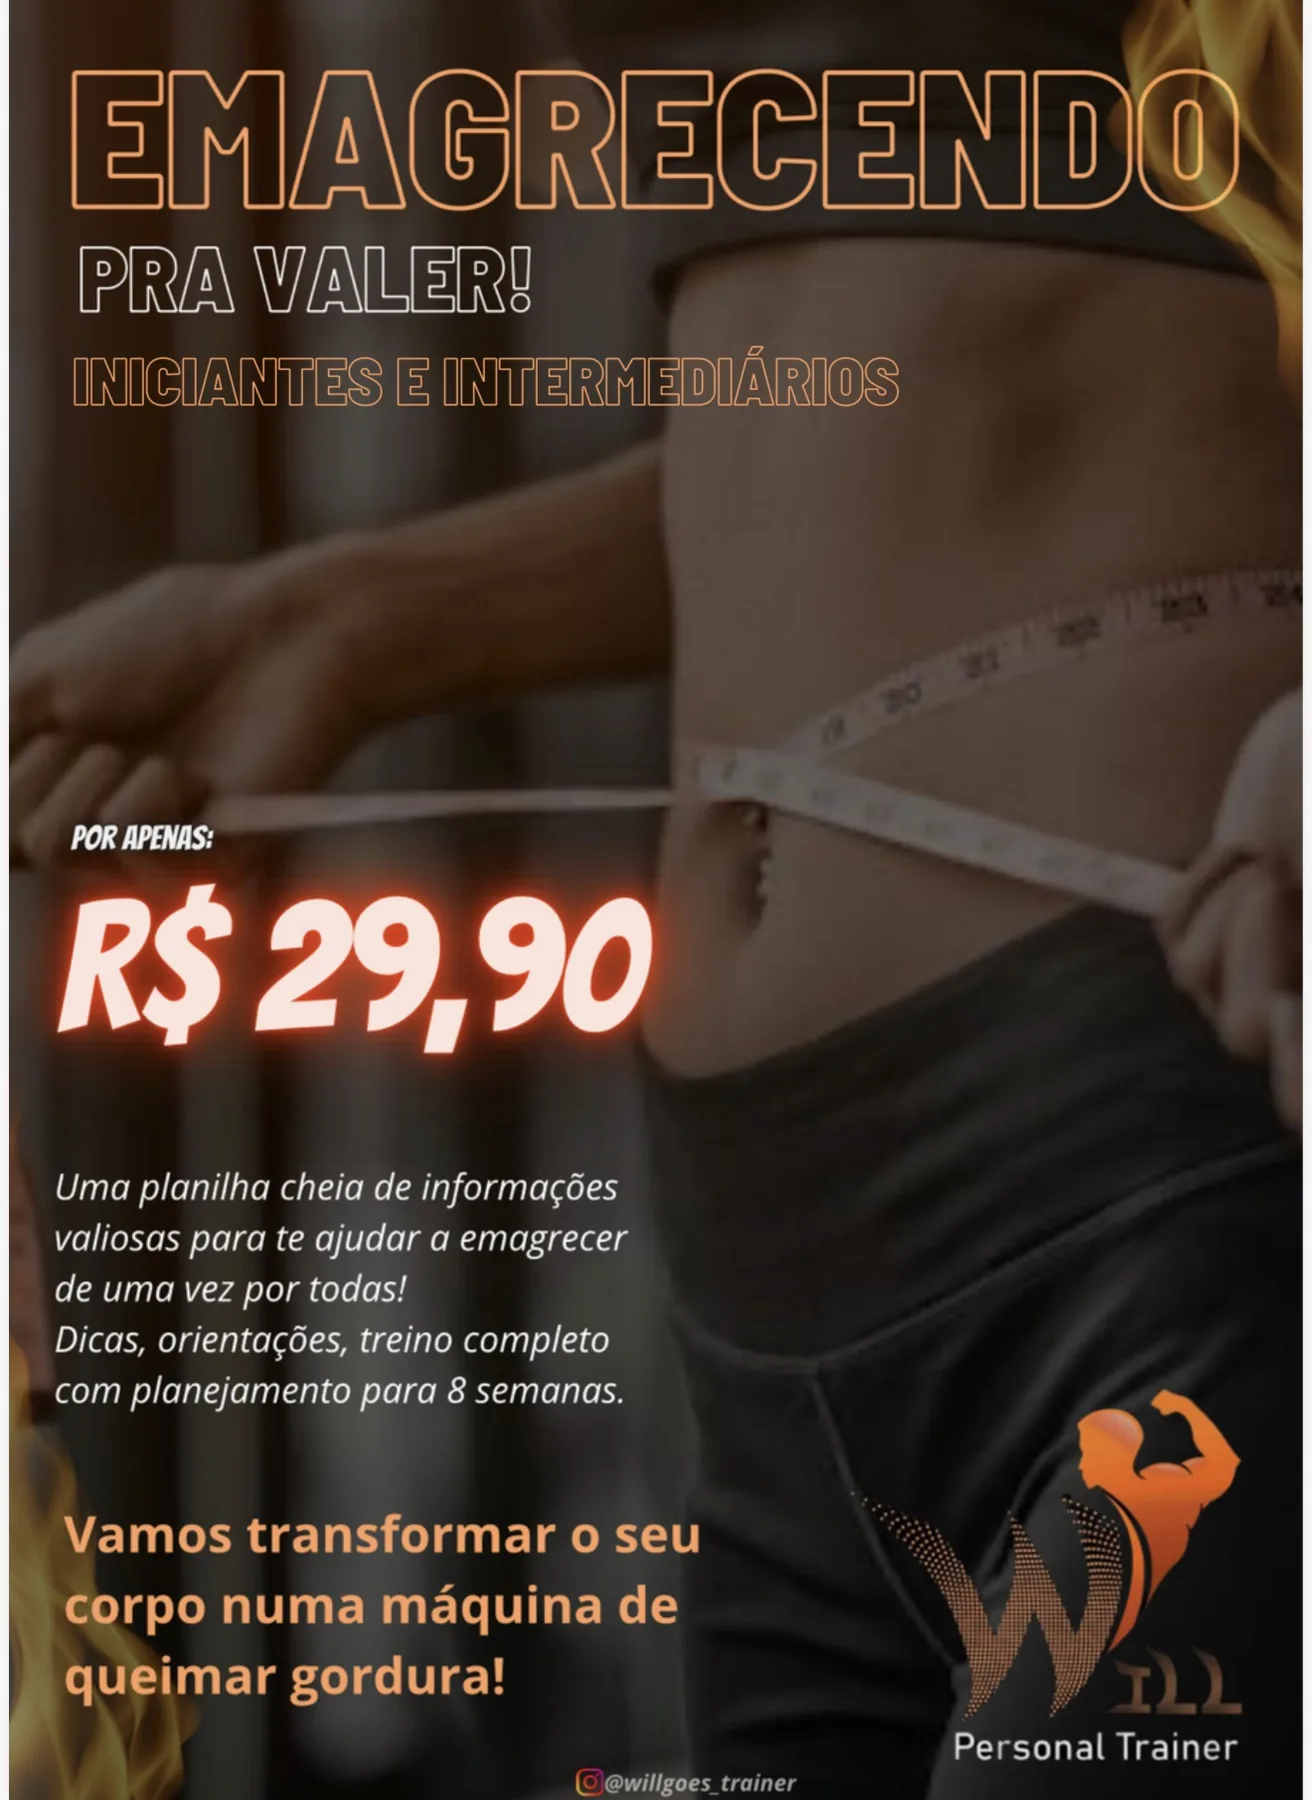 EMAGRECENDO
PRA VALER!
INICIANTES E INTERMEDIÁRIOS
20
21
POR APENAS:
R$ 29,90
Uma planilha cheia de informações
valiosas para te ajudar a emagrecer
de uma vez por todas!
Dicas, orientações, treino completo
com planejamento para 8 semanas.
Vamos transformar o seu
corpo numa máquina de
queimar gordura!
WILL
Personal Trainer
@willgoes_trainer